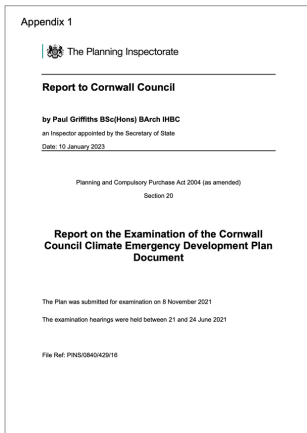 Appendix 1
The Planning Inspectorate
Report to Cornwall Council
by Paul Griffiths BSc(Hons) BArch IHBC
an Inspector appointed by the Secretary of State
Date: 10 January 2023
Planning and Compulsory Purchase Act 2004 (as amended)
Section 20
Report on the Examination of the Cornwall
Council Climate Emergency Development Plan
Document
The Plan was submitted for examination on 8 November 2021
The examination hearings were held between 21 and 24 June 2021
File Ref: PINS/0840/429/16